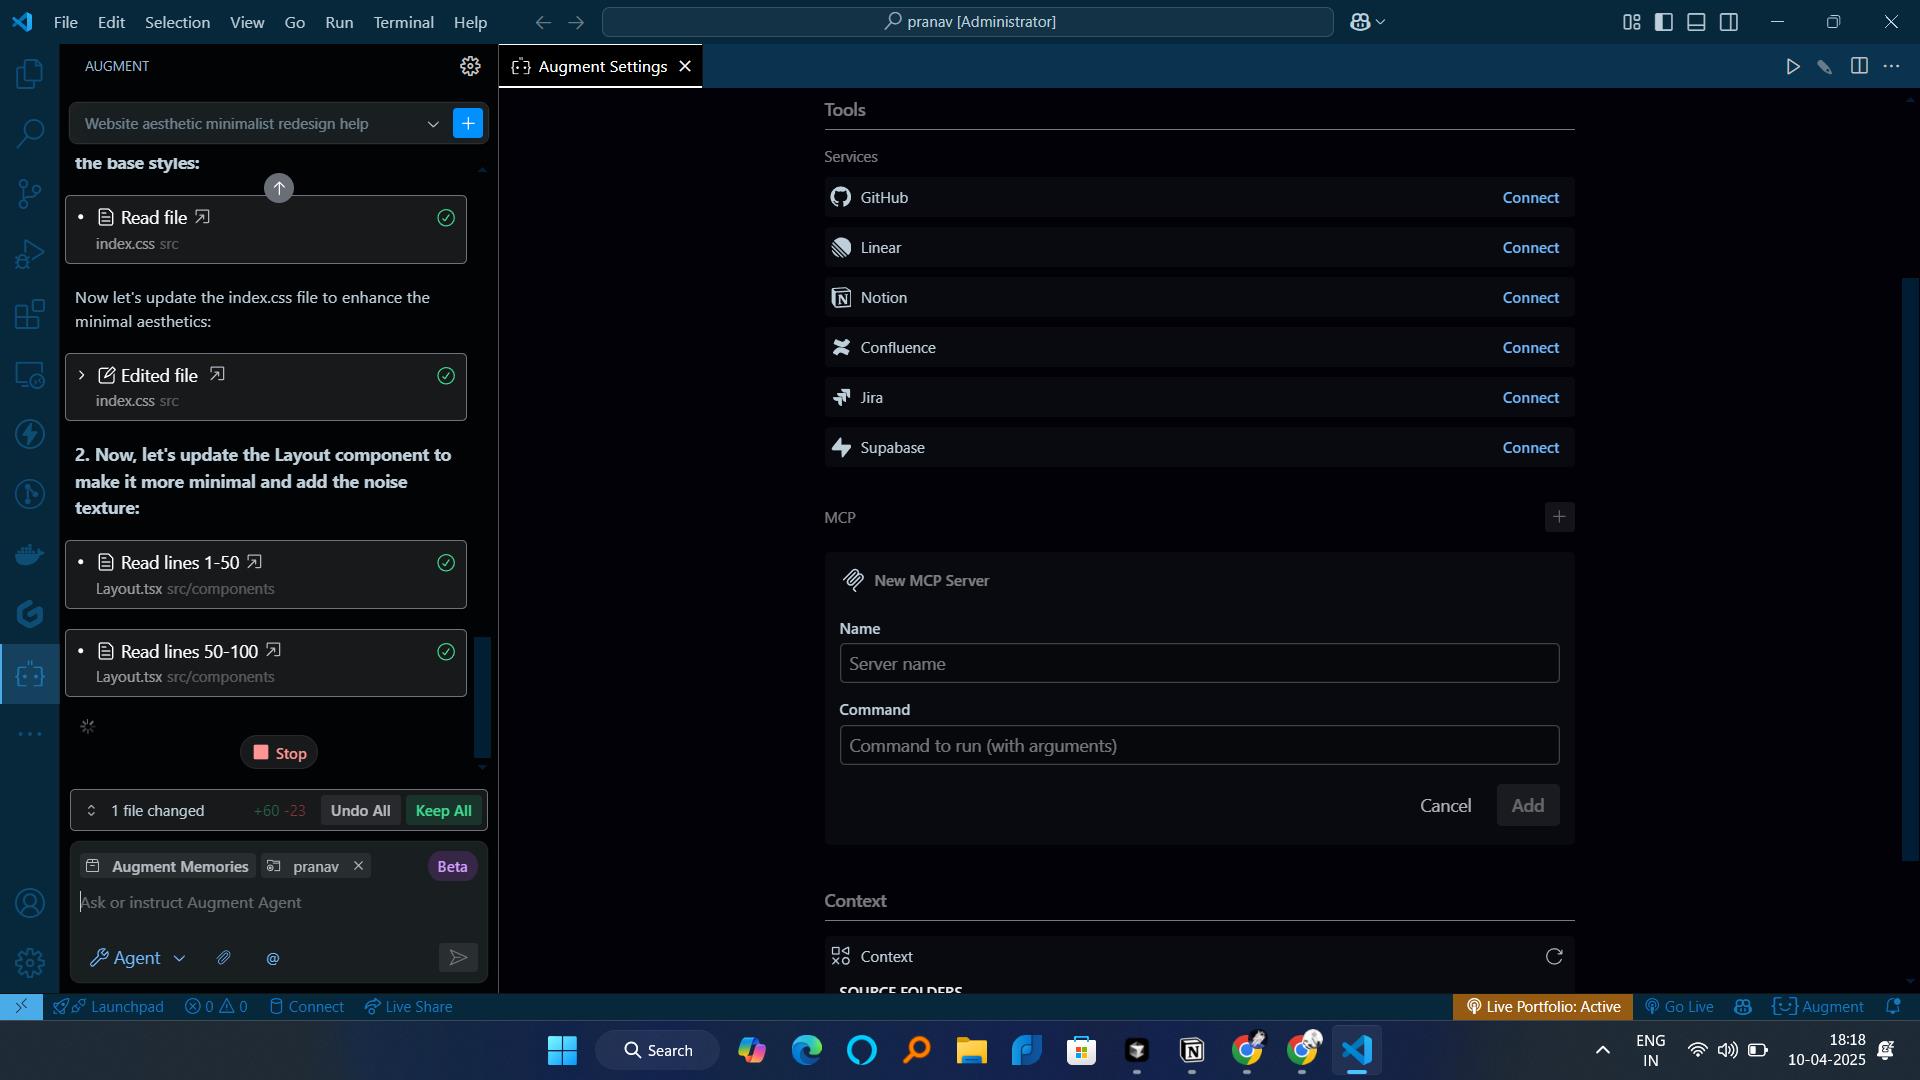 File Edit Selection View Go Run Terminal Help
pranav [Administrator]
AUGMENT
Website aesthetic minimalist redesign help
the base styles:
Read file
index.css src
Now let's update the index.css file to enhance the
minimal aesthetics:
Edited file
index.css src
2. Now, let's update the Layout component to
make it more minimal and add the noise
texture:
Read lines 1-50
Layout.tsx src/components
Read lines 50-100
Layout.tsx src/components
Stop
1 file changed +60 -23 Undo All Keep All
Augment Memories pranav Beta
Ask or instruct Augment Agent
Agent @
Augment Settings
Tools
Services
GitHub Connect
Linear Connect
Notion Connect
Confluence Connect
Jira Connect
Supabase Connect
MCP
New MCP Server
Name
Server name
Command
Command to run (with arguments)
Cancel Add
Context
Context
SOURCE FOLDERS
Launchpad 0 0 Connect Live Share
Live Portfolio: Active Go Live Augment
Search
ENG
IN
18:18
10-04-2025